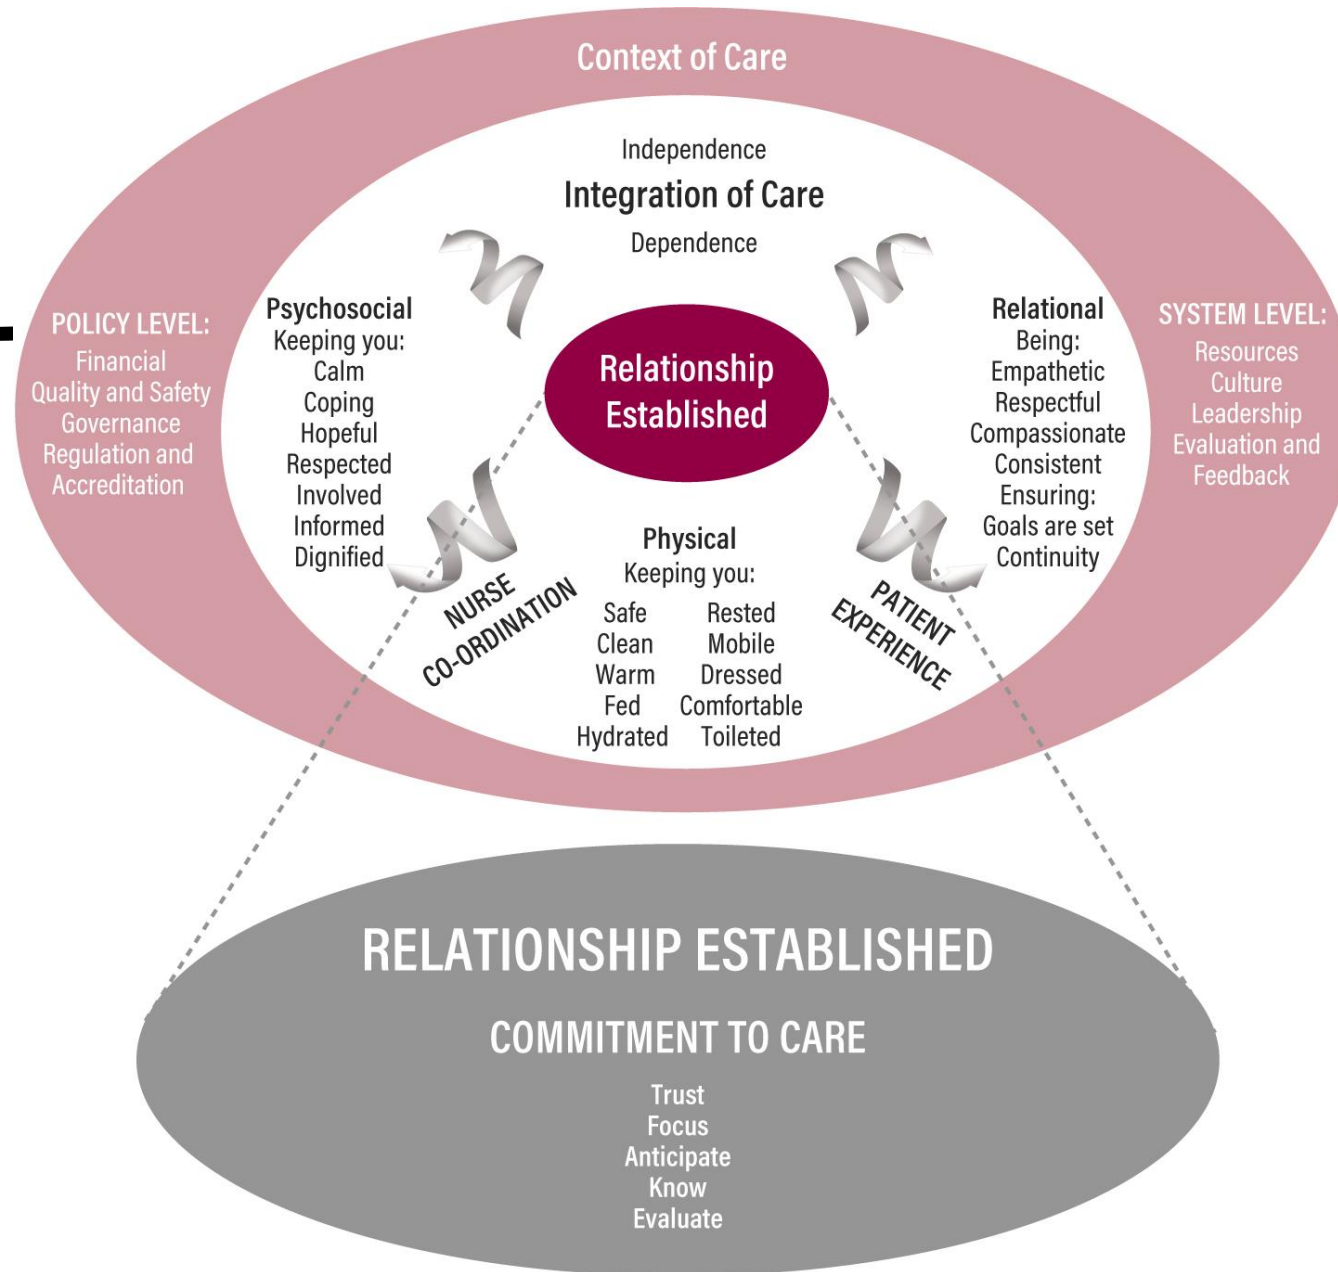 Context of Care
Independence
Integration of Care
Dependence
POLICY LEVEL:
Financial
Quality and Safety
Governance
Regulation and
Accreditation
Psychosocial
Keeping you:
Calm
Coping
Hopeful
Respected
Involved
Informed
Dignified
Relationship
Established
Relational
Being:
Empathetic
Respectful
Compassionate
Consistent
Ensuring:
Goals are set
Continuity
SYSTEM LEVEL:
Resources
Culture
Leadership
Evaluation and
Feedback
NURSE
CO-ORDINATION
Physical
Keeping you:
Safe Rested
Clean Mobile
Warm Dressed
Fed Comfortable
Hydrated Toileted
PATIENT
EXPERIENCE
RELATIONSHIP ESTABLISHED
COMMITMENT TO CARE
Trust
Focus
Anticipate
Know
Evaluate